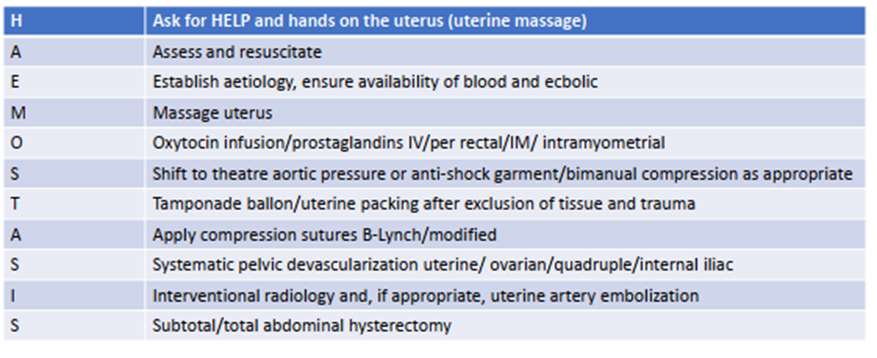 H Ask for HELP and hands on the uterus (uterine massage)
A Assess and resuscitate
E Establish aetiology, ensure availability of blood and ecbolic
M Massage uterus
O Oxytocin infusion/prostaglandins IV/per rectal/IM/ intramyometrial
S Shift to theatre aortic pressure or anti-shock garment/bimanual compression as appropriate
T Tamponade ballon/uterine packing after exclusion of tissue and trauma
A Apply compression sutures B-Lynch/modified
S Systematic pelvic devascularization uterine/ ovarian/quadruple/internal iliac
I Interventional radiology and, if appropriate, uterine artery embolization
S Subtotal/total abdominal hysterectomy